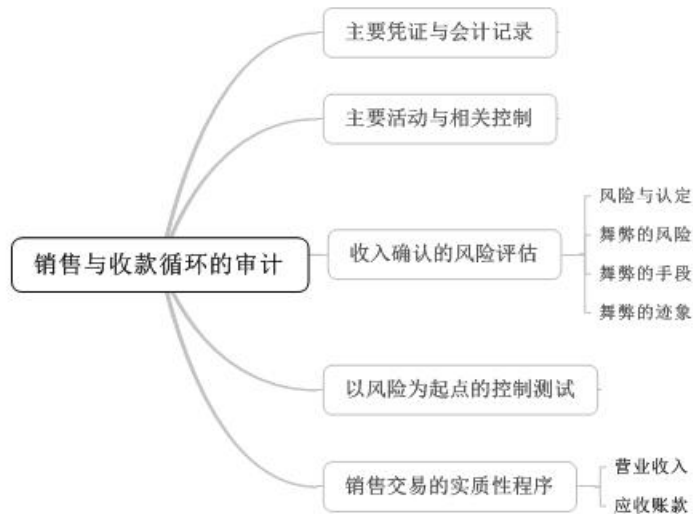 主要凭证与会计记录
主要活动与相关控制
风险与认定
舞弊的风险
收入确认的风险评估
销售与收款循环的审计
舞弊的手段
舞弊的迹象
以风险为起点的控制测试
营业收入
销售交易的实质性程序
应收账款